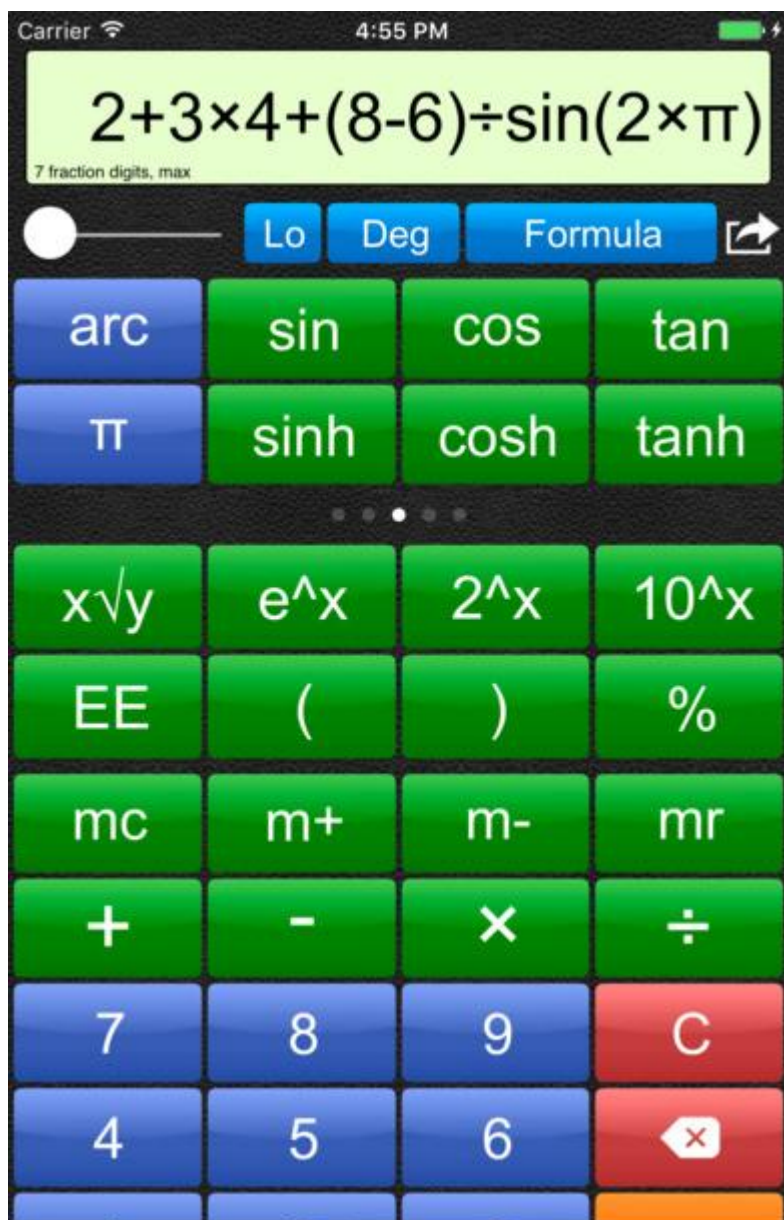 Carrier 4:55 PM
2+3×4+(8-6)÷sin(2×π)
7 fraction digits, max
Lo Deg Formula
arc sin cos tan
π sinh cosh tanh
x√y e^x 2^x 10^x
EE ( ) %
mc m+ m- mr
+ - × ÷
7 8 9 C
4 5 6